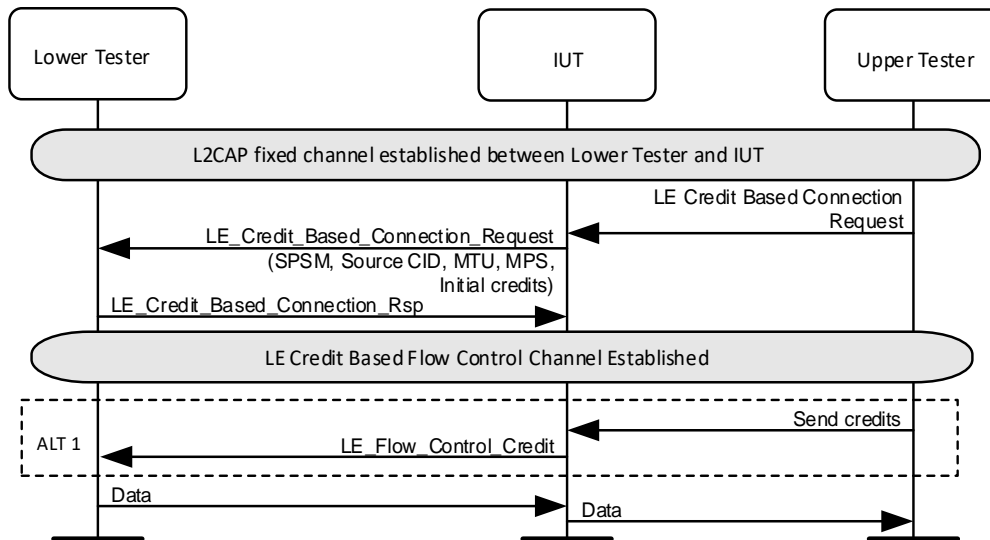 Lower Tester
IUT
Upper Tester
L2CAP fixed channel established between Lower Tester and IUT
LE Credit Based Connection
Request
LE_Credit_Based_Connection_Request
(SPSM, Source CID, MTU, MPS,
Initial credits)
LE_Credit_Based_Connection_Rsp
LE Credit Based Flow Control Channel Established
Send credits
ALT 1
LE_Flow_Control_Credit
Data
Data